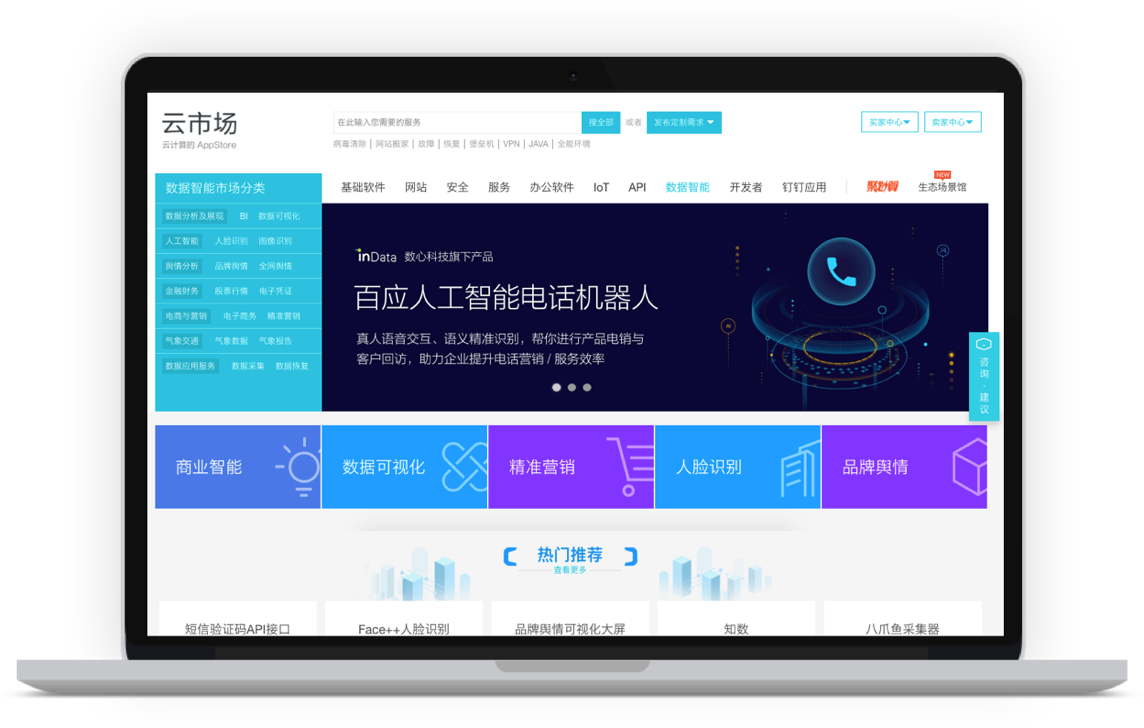 云市场
云计算的 AppStore
在此输入您需要的服务
搜全部
或者
发布定制需求
病毒清除 | 网站搬家 | 故障 | 恢复 | 堡垒机 | VPN | JAVA | 全能环境
买家中心
卖家中心
数据智能市场分类
基础软件 网站 安全 服务 办公软件 IoT API 数据智能 开发者 钉钉应用 聚划算 生态场景馆
NEW
数据分析及展现 BI 数据可视化
人工智能 人脸识别 图像识别
舆情分析 品牌舆情 全网舆情
金融财务 股票行情 电子凭证
电商与营销 电子商务 精准营销
气象交通 气象数据 气象报告
数据应用服务 数据采集 数据恢复
inData 数心科技旗下产品
百应人工智能电话机器人
真人语音交互、语义精准识别，帮你进行产品电销与
客户回访，助力企业提升电话营销 / 服务效率
咨询·建议
商业智能
数据可视化
精准营销
人脸识别
品牌舆情
热门推荐
查看更多
短信验证码API接口
Face++人脸识别
品牌舆情可视化大屏
知数
八爪鱼采集器